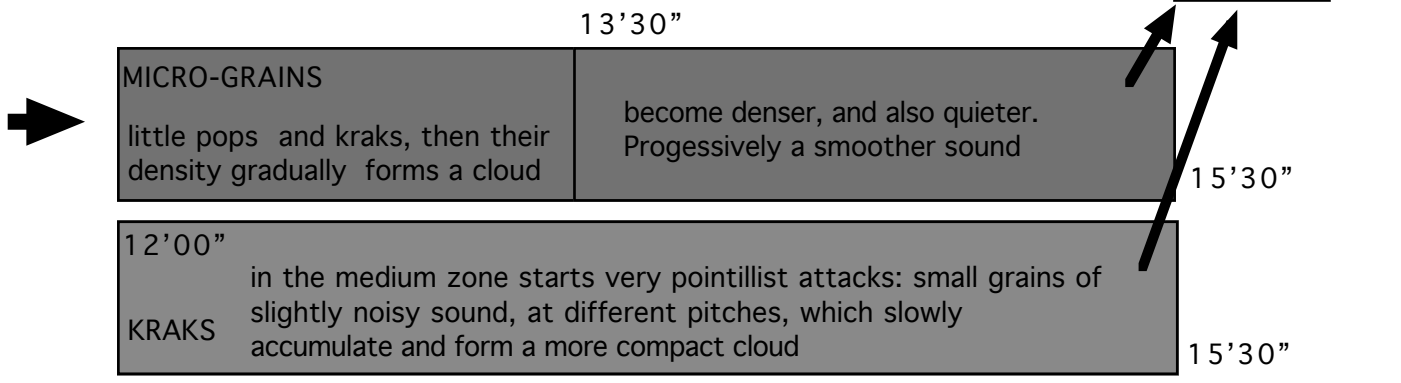 13'30”
MICRO-GRAINS
little pops and kraks, then their
density gradually forms a cloud
become denser, and also quieter.
Progessively a smoother sound
15'30”
12'00”
KRAKS
in the medium zone starts very pointillist attacks: small grains of
slightly noisy sound, at different pitches, which slowly
accumulate and form a more compact cloud
15'30”